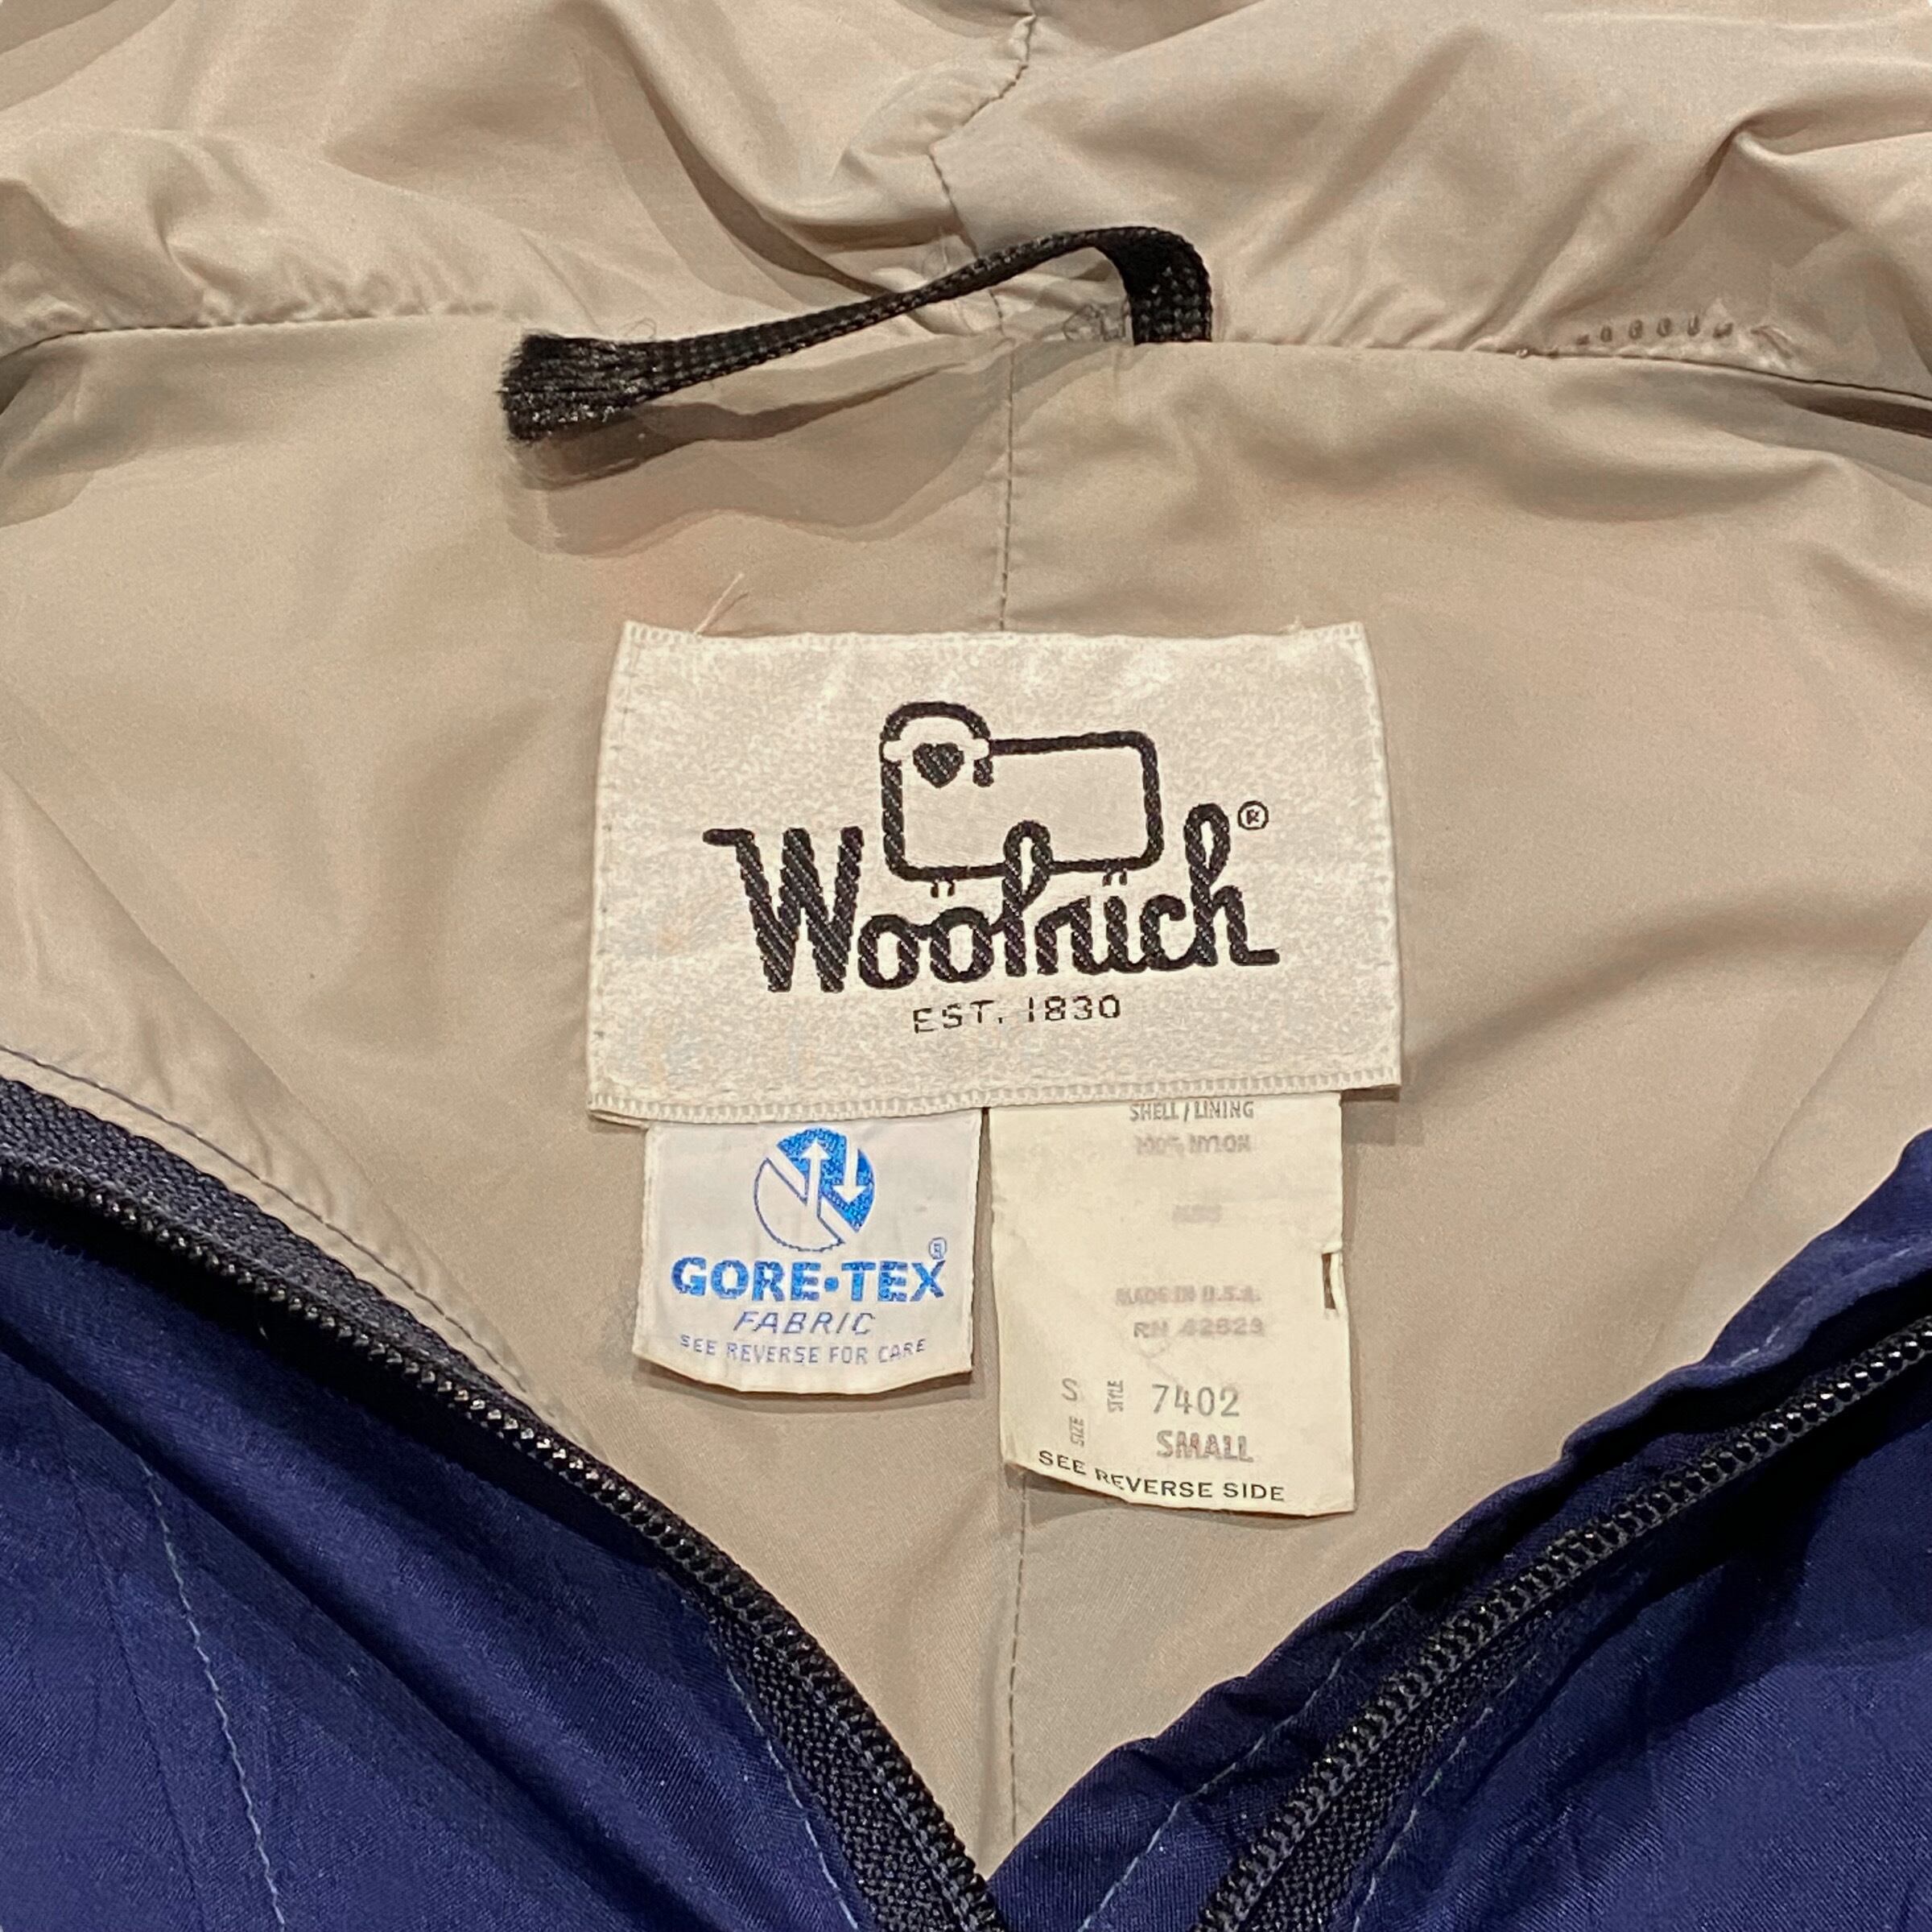 Woolrich®
EST. 1830
GORE-TEX®
FABRIC
SEE REVERSE FOR CARE
SHELL / LINING
100% NYLON
MADE IN U.S.A.
RN
S
SIZE
STYLE
7402
SMALL
SEE REVERSE SIDE